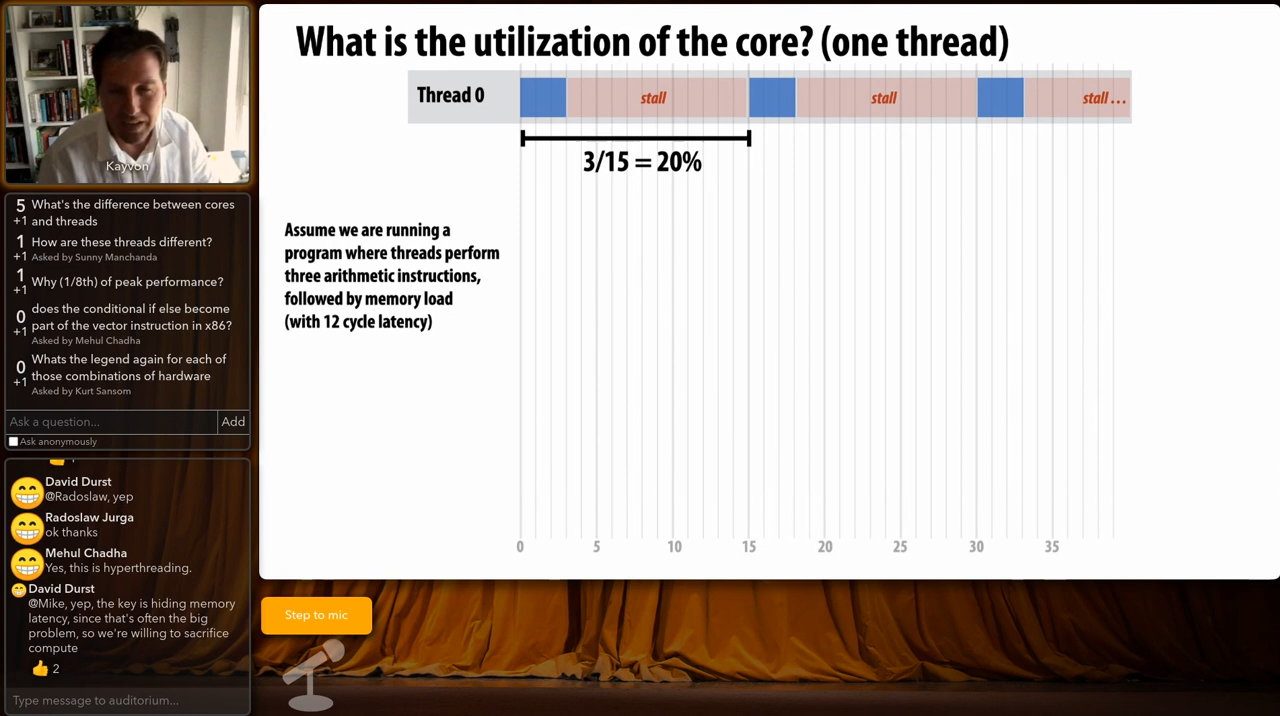 What is the utilization of the core? (one thread)
Thread 0
stall
stall
stall ...
3/15 = 20%
Assume we are running a
program where threads perform
three arithmetic instructions,
followed by memory load
(with 12 cycle latency)
0
5
10
15
20
25
30
35
Kayvon
5 What's the difference between cores
+1 and threads
1 How are these threads different?
+1 Asked by Sunny Manchanda
1 Why (1/8th) of peak performance?
+1
0 does the conditional if else become
+1 part of the vector instruction in x86?
Asked by Mehul Chadha
0 Whats the legend again for each of
+1 those combinations of hardware
Asked by Kurt Sansom
Ask a question...
Add
Ask anonymously
David Durst
@Radoslaw, yep
Radoslaw Jurga
ok thanks
Mehul Chadha
Yes, this is hyperthreading.
David Durst
@Mike, yep, the key is hiding memory
latency, since that's often the big
problem, so we're willing to sacrifice
compute
2
Type message to auditorium...
Step to mic